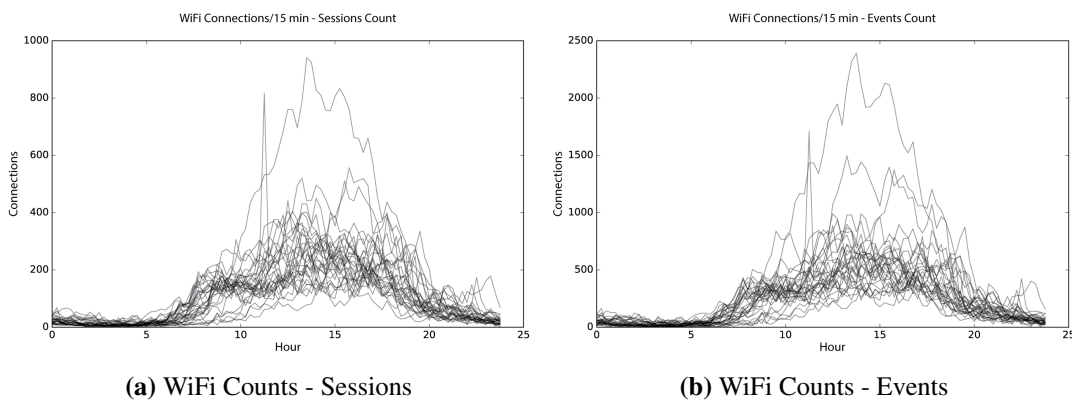 WiFi Connections/15 min - Sessions Count
1000
800
600
400
200
0
Connections
0 5 10 15 20 25
Hour
(a) WiFi Counts - Sessions
WiFi Connections/15 min - Events Count
2500
2000
1500
1000
500
0
Connections
0 5 10 15 20 25
Hour
(b) WiFi Counts - Events